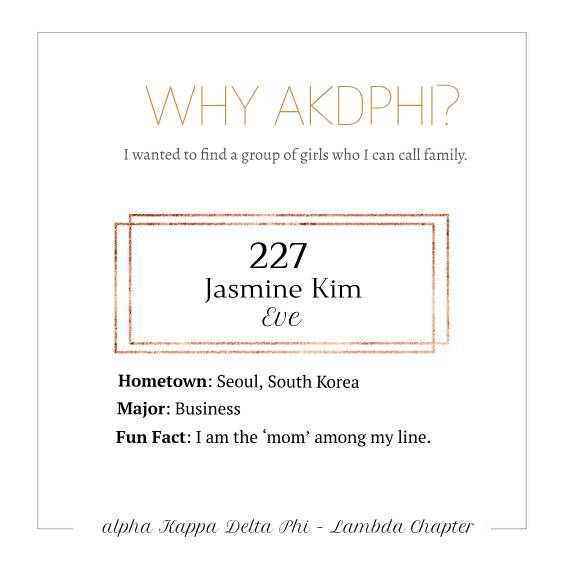 WHY AKDPHI?
I wanted to find a group of girls who I can call family.
227
Jasmine Kim
Eve
Hometown: Seoul, South Korea
Major: Business
Fun Fact: I am the ‘mom’ among my line.
alpha Kappa Delta Phi - Lambda Chapter